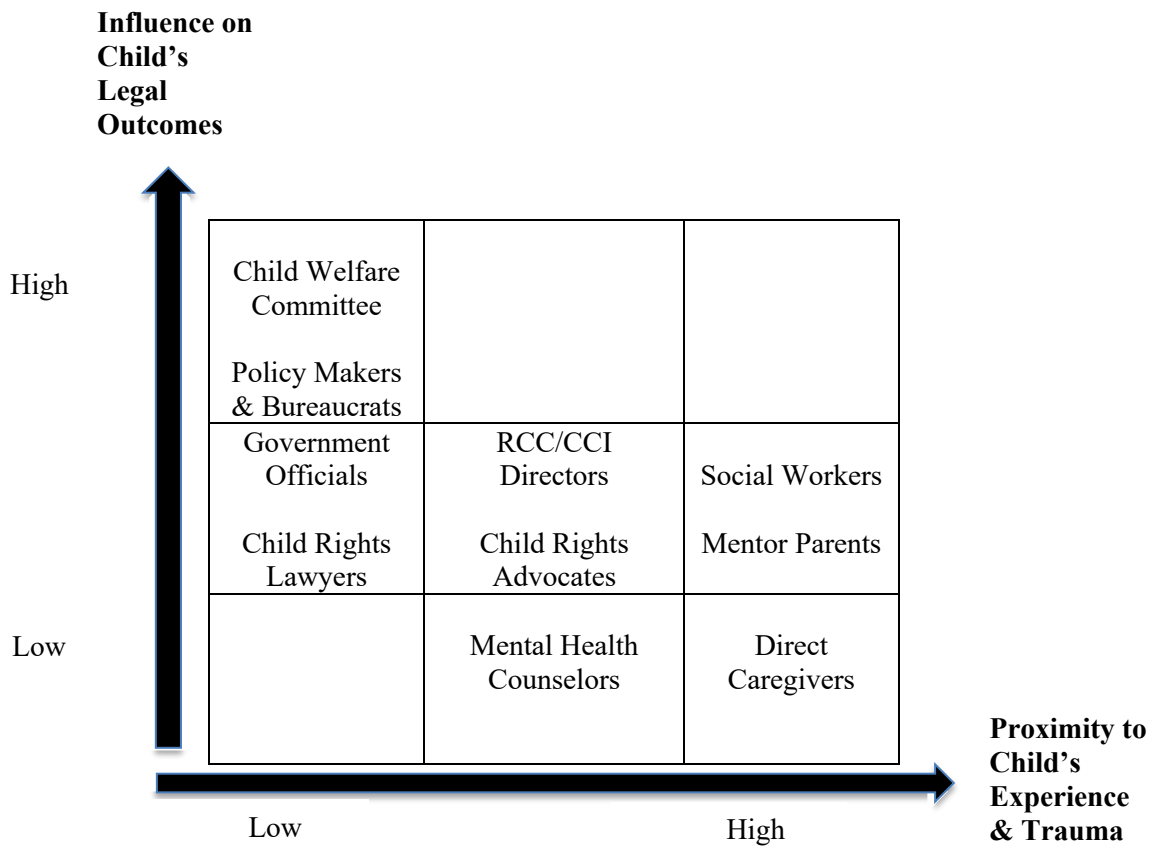 Influence on
Child’s
Legal
Outcomes
High
Child Welfare
Committee
Policy Makers
& Bureaucrats
Government
Officials
Child Rights
Lawyers
RCC/CCI
Directors
Child Rights
Advocates
Social Workers
Mentor Parents
Low
Mental Health
Counselors
Direct
Caregivers
Proximity to
Child’s
Experience
& Trauma
Low
High